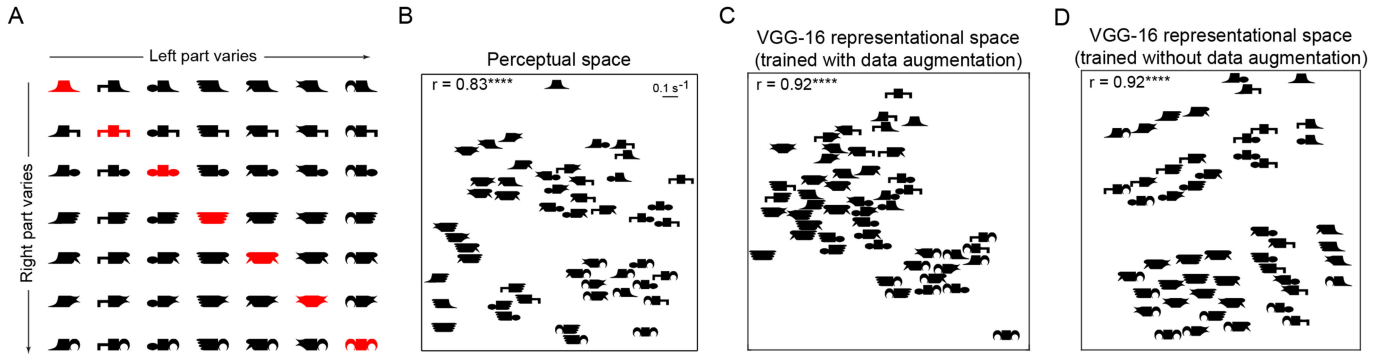 A
Left part varies
Right part varies
B
Perceptual space
r = 0.83****
0.1 s⁻¹
C
VGG-16 representational space
(trained with data augmentation)
r = 0.92****
D
VGG-16 representational space
(trained without data augmentation)
r = 0.92****